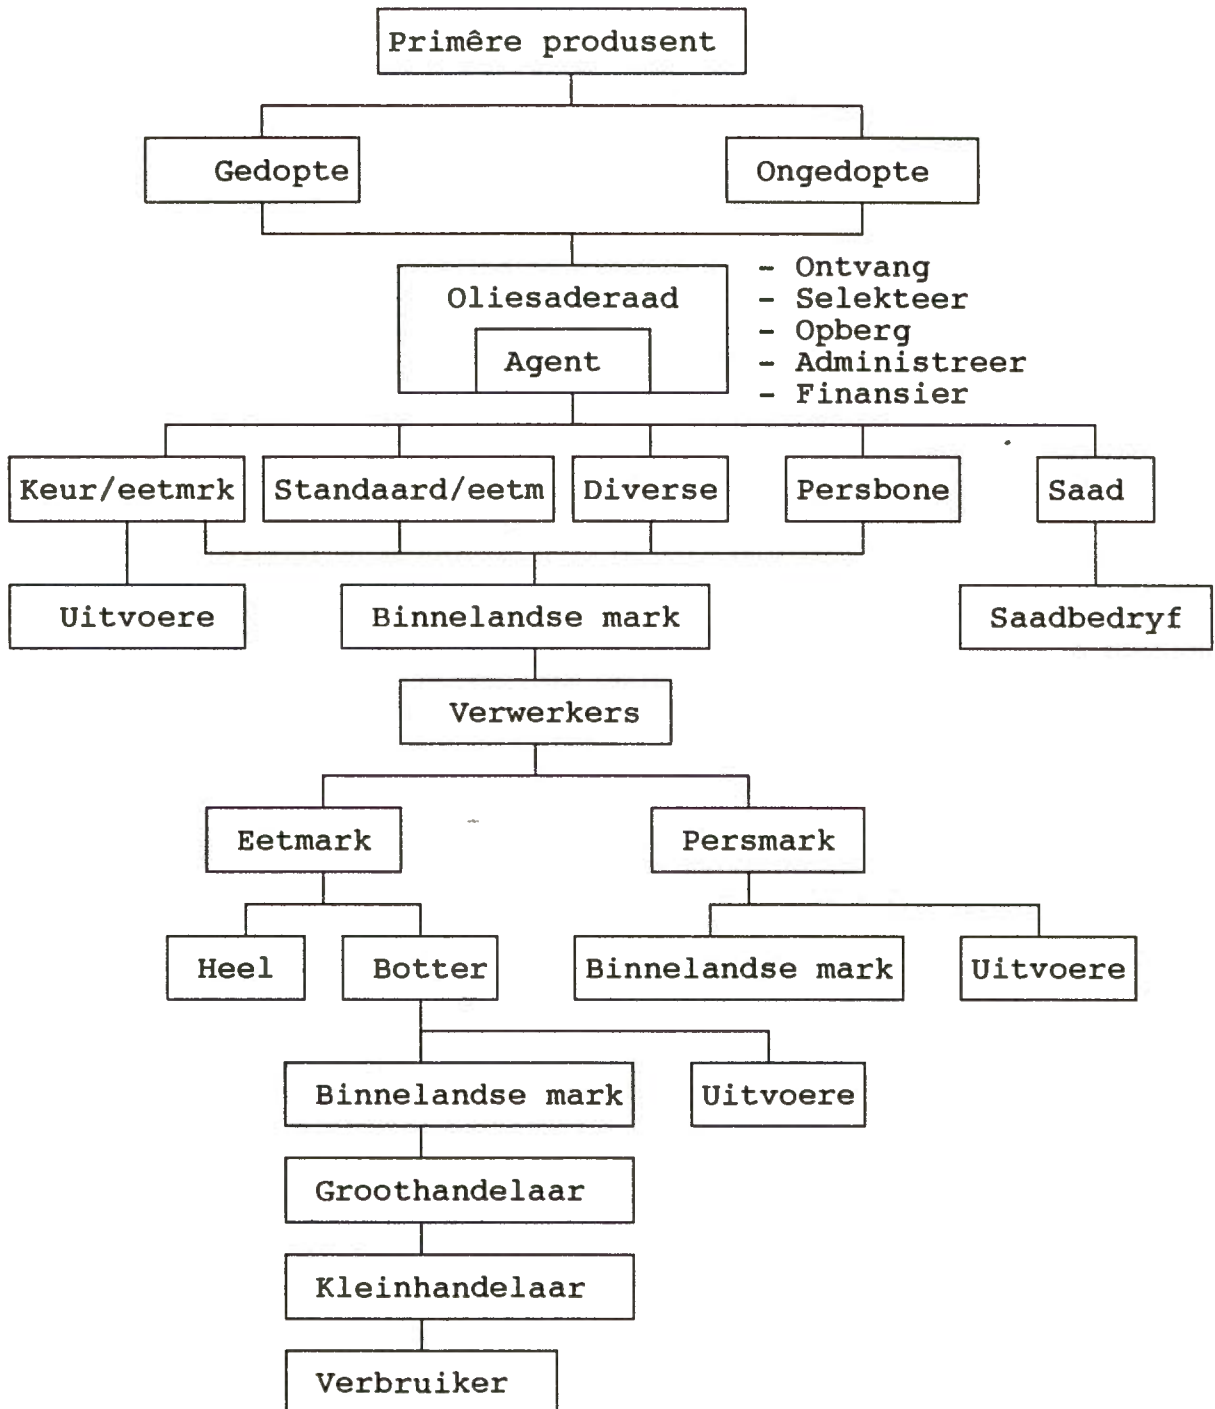 Primêre produsent
Gedopte
Ongedopte
Oliesaderaad
Agent
- Ontvang
- Selekteer
- Opberg
- Administreer
- Finansier
Keur/eetmrk
Standaard/eetm
Diverse
Persbone
Saad
Uitvoere
Binnelandse mark
Saadbedryf
Verwerkers
Eetmark
Persmark
Heel
Botter
Binnelandse mark
Uitvoere
Binnelandse mark
Uitvoere
Groothandelaar
Kleinhandelaar
Verbruiker